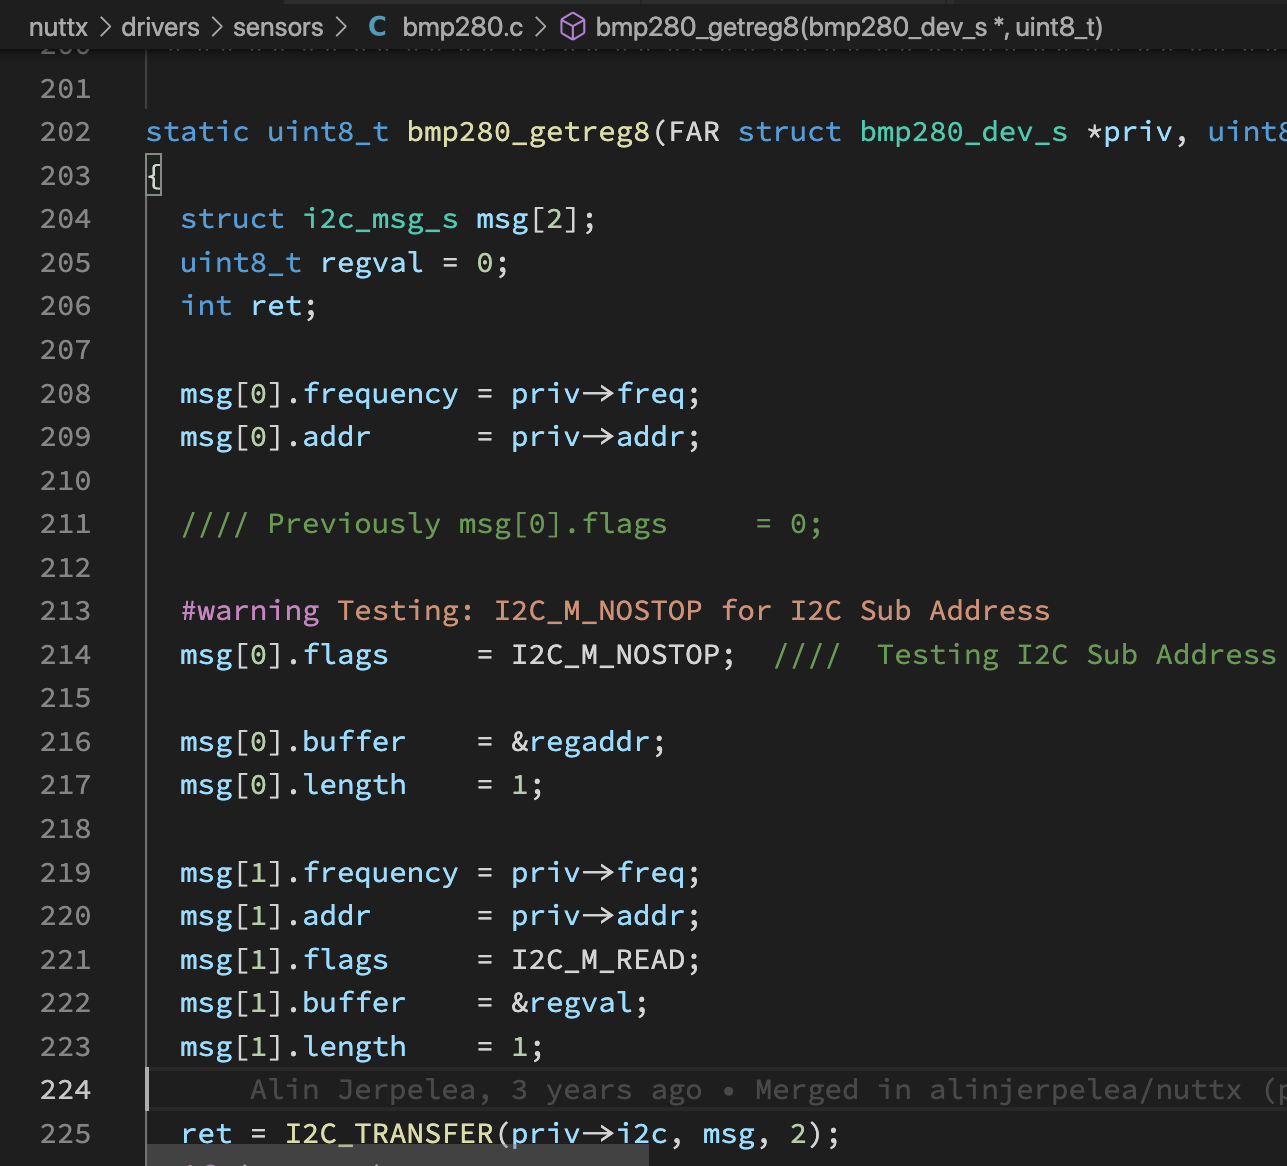 nuttx > drivers > sensors > C bmp280.c > bmp280_getreg8(bmp280_dev_s *, uint8_t)
201
202 static uint8_t bmp280_getreg8(FAR struct bmp280_dev_s *priv, uint8
203 {
204 struct i2c_msg_s msg[2];
205 uint8_t regval = 0;
206 int ret;
207
208 msg[0].frequency = priv->freq;
209 msg[0].addr      = priv->addr;
210
211 //// Previously msg[0].flags     = 0;
212
213 #warning Testing: I2C_M_NOSTOP for I2C Sub Address
214 msg[0].flags     = I2C_M_NOSTOP;  ////  Testing I2C Sub Address
215
216 msg[0].buffer    = &regaddr;
217 msg[0].length    = 1;
218
219 msg[1].frequency = priv->freq;
220 msg[1].addr      = priv->addr;
221 msg[1].flags     = I2C_M_READ;
222 msg[1].buffer    = &regval;
223 msg[1].length    = 1;
224 Alin Jerpelea, 3 years ago • Merged in alinjerpelea/nuttx (p
225 ret = I2C_TRANSFER(priv->i2c, msg, 2);